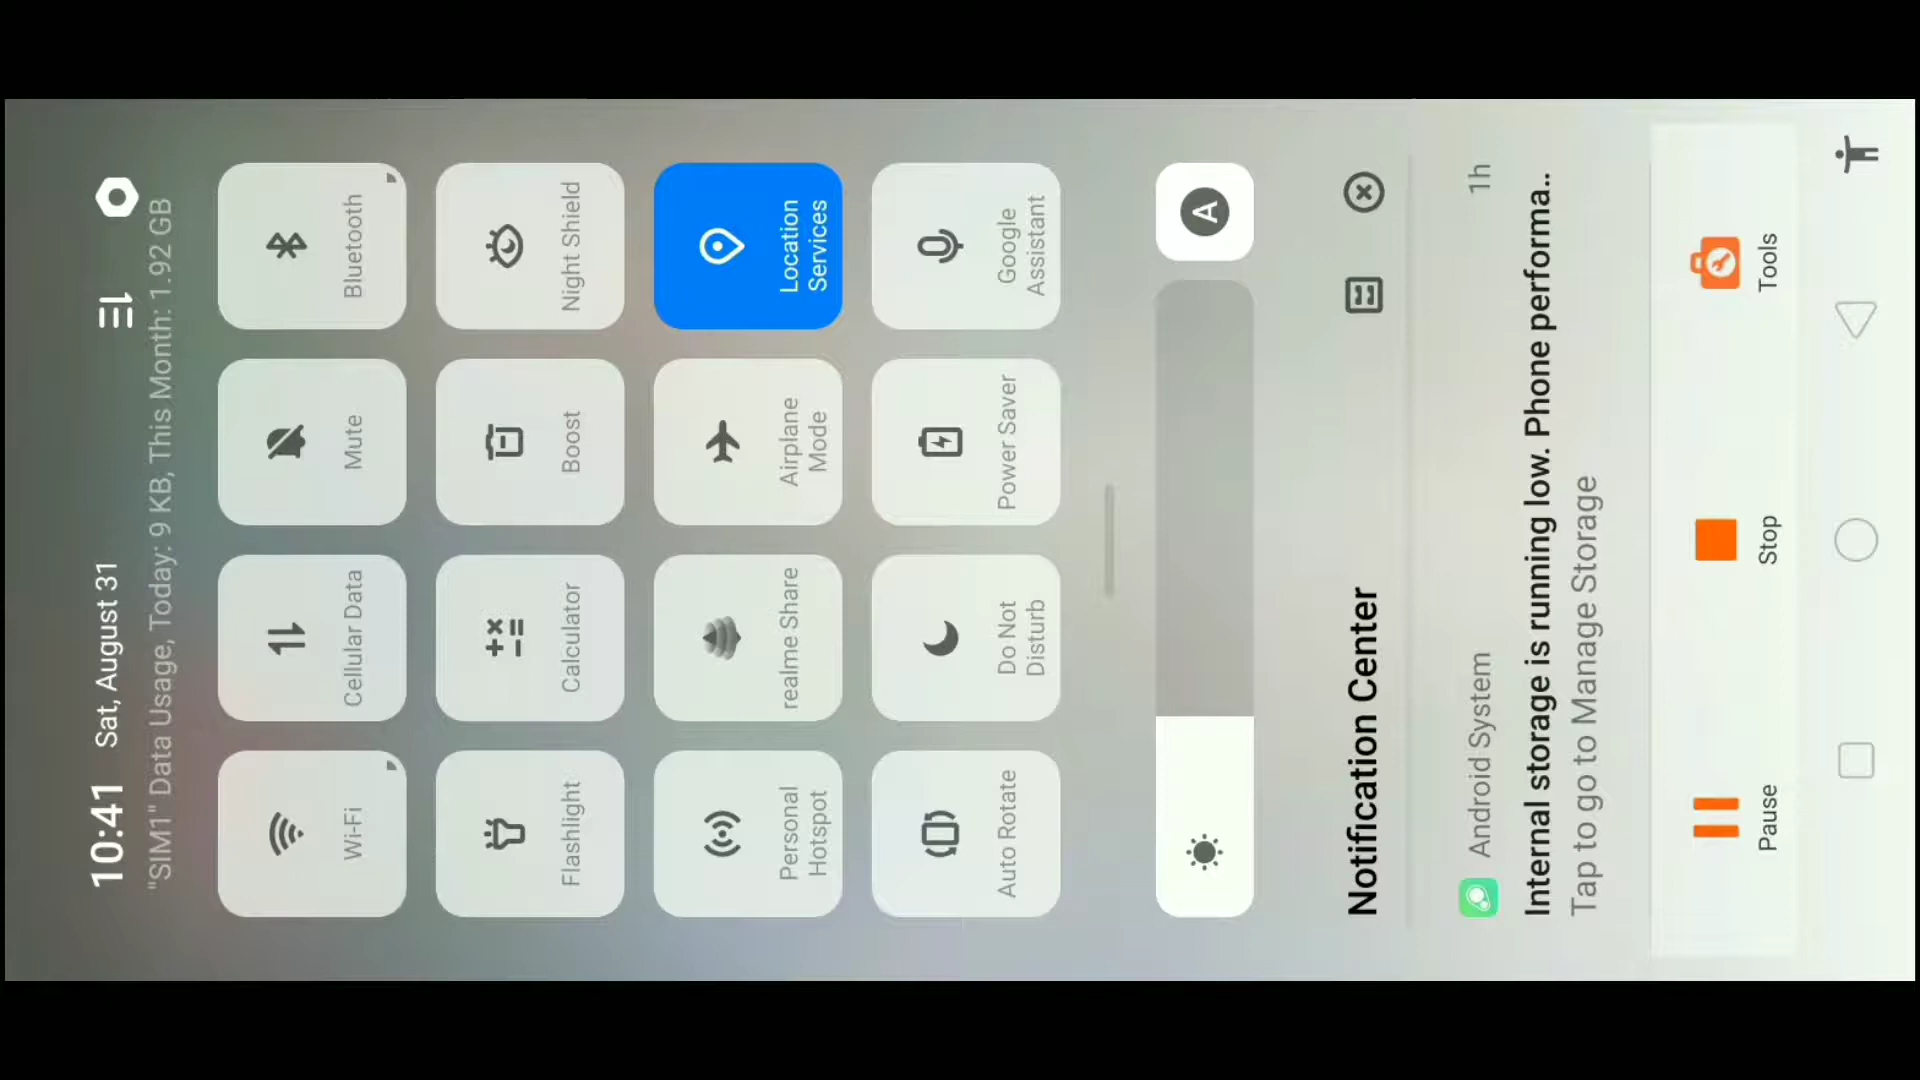 10:41 Sat, August 31
"SIM1" Data Usage, Today: 9 KB, This Month: 1.92 GB
Wi-Fi
Cellular Data
Mute
Bluetooth
Flashlight
Calculator
Boost
Night Shield
Personal
Hotspot
realme Share
Airplane
Mode
Location
Services
Auto Rotate
Do Not
Disturb
Power Saver
Google
Assistant
A
Notification Center
Android System 1h
Internal storage is running low. Phone performa..
Tap to go to Manage Storage
Pause
Stop
Tools